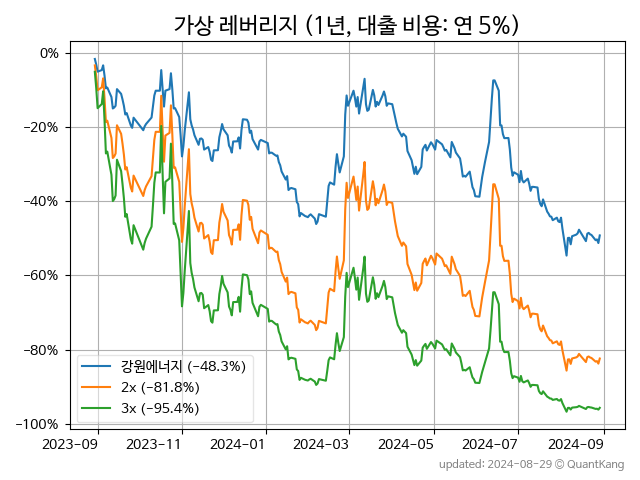 가상 레버리지 (1년, 대출 비용: 연 5%)
0%
−20%
−40%
−60%
−80%
−100%
강원에너지 (−48.3%)
2x (−81.8%)
3x (−95.4%)
2023-09 2023-11 2024-01 2024-03 2024-05 2024-07 2024-09
updated: 2024-08-29 © QuantKang